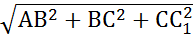 √(AB² + BC² + CC₁²)